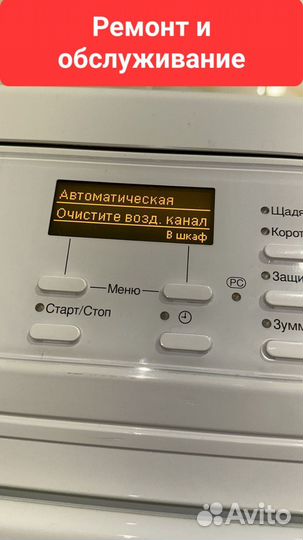 Ремонт и
обслуживание
Автоматическая
Очистите возд. канал
В шкаф
Щадя
Корот
Меню
PC
Защи
Старт/Стоп
Зумм
Avito